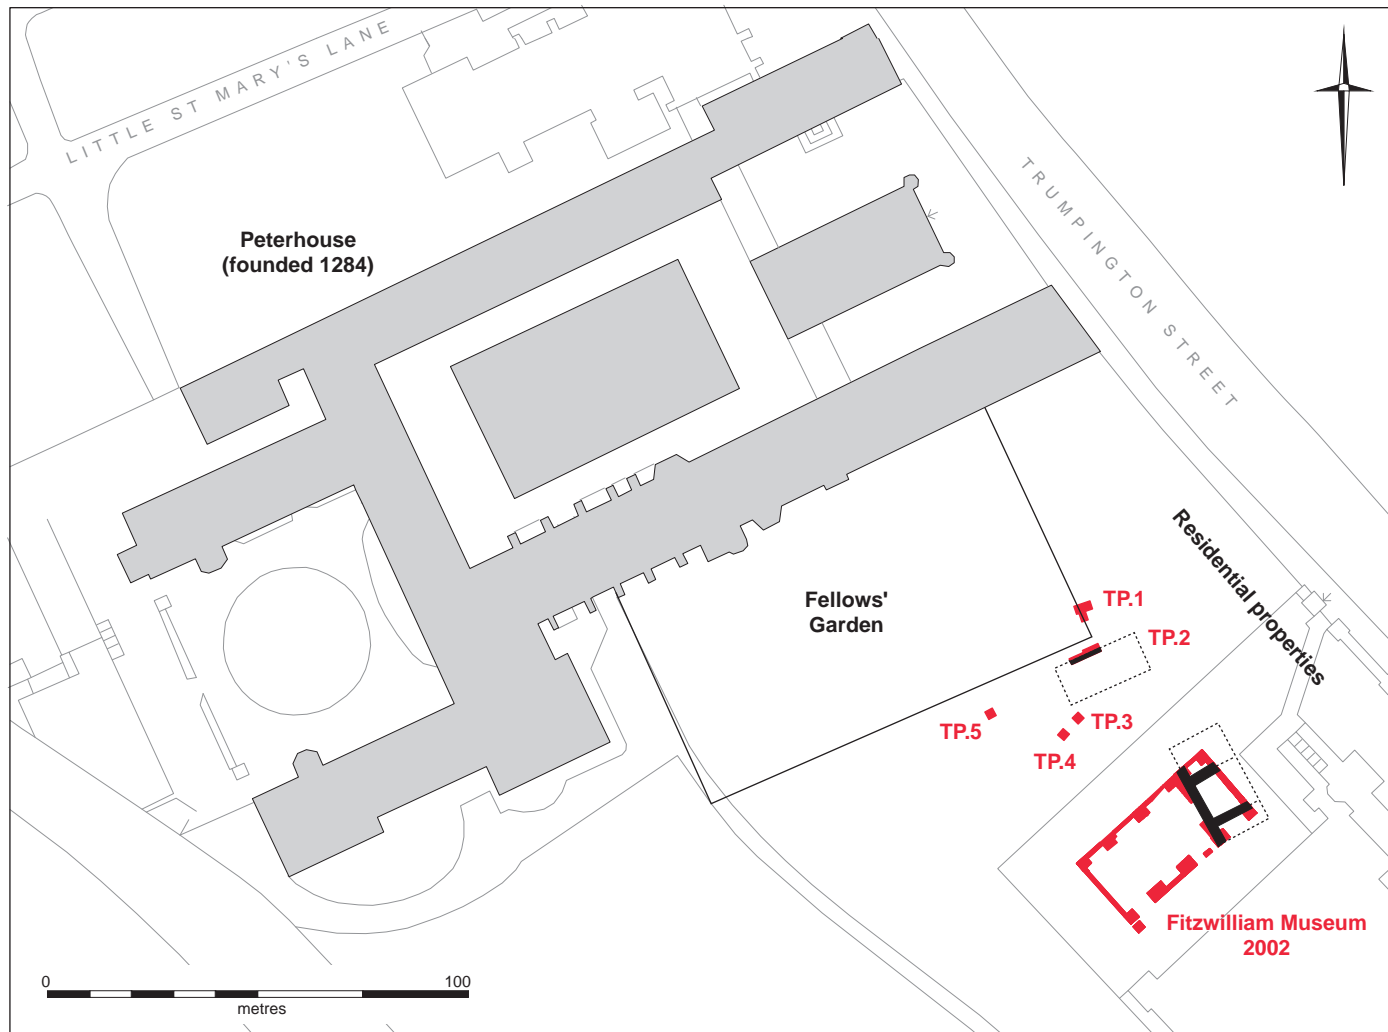 LITTLE ST MARY'S LANE
TRUMPINGTON STREET
Peterhouse
(founded 1284)
Residential properties
Fellows'
Garden
TP.1
TP.2
TP.3
TP.4
TP.5
Fitzwilliam Museum
2002
0 100
metres